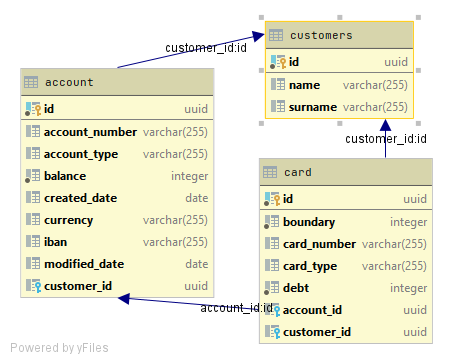 customers
id uuid
name varchar(255)
surname varchar(255)
customer_id:id
account
id uuid
account_number varchar(255)
account_type varchar(255)
balance integer
created_date date
currency varchar(255)
iban varchar(255)
modified_date date
customer_id uuid
customer_id:id
card
id uuid
boundary integer
card_number varchar(255)
card_type varchar(255)
debt integer
account_id uuid
customer_id uuid
account_id:id
Powered by yFiles